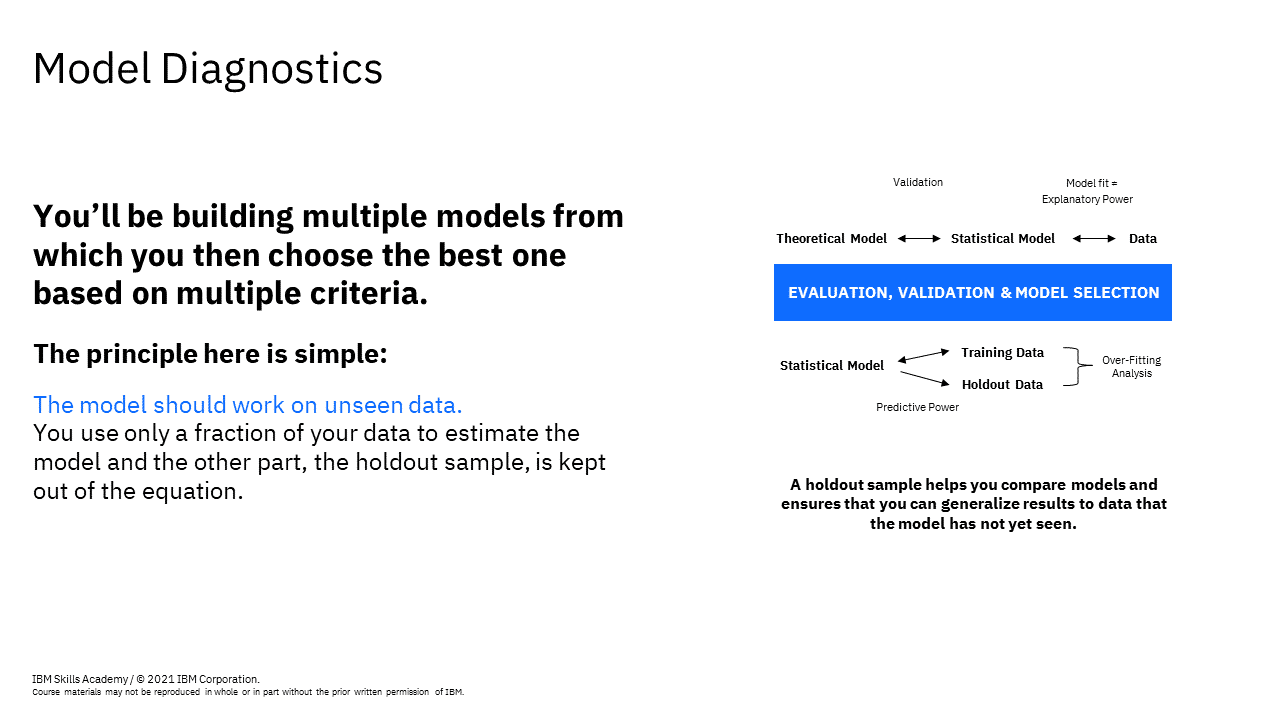 Model Diagnostics
You’ll be building multiple models from
which you then choose the best one
based on multiple criteria.
The principle here is simple:
The model should work on unseen data.
You use only a fraction of your data to estimate the
model and the other part, the holdout sample, is kept
out of the equation.
Validation
Model fit =
Explanatory Power
Theoretical Model
Statistical Model
Data
EVALUATION, VALIDATION & MODEL SELECTION
Statistical Model
Training Data
Holdout Data
Over-Fitting
Analysis
Predictive Power
A holdout sample helps you compare models and
ensures that you can generalize results to data that
the model has not yet seen.
IBM Skills Academy / © 2021 IBM Corporation.
Course materials may not be reproduced in whole or in part without the prior written permission of IBM.